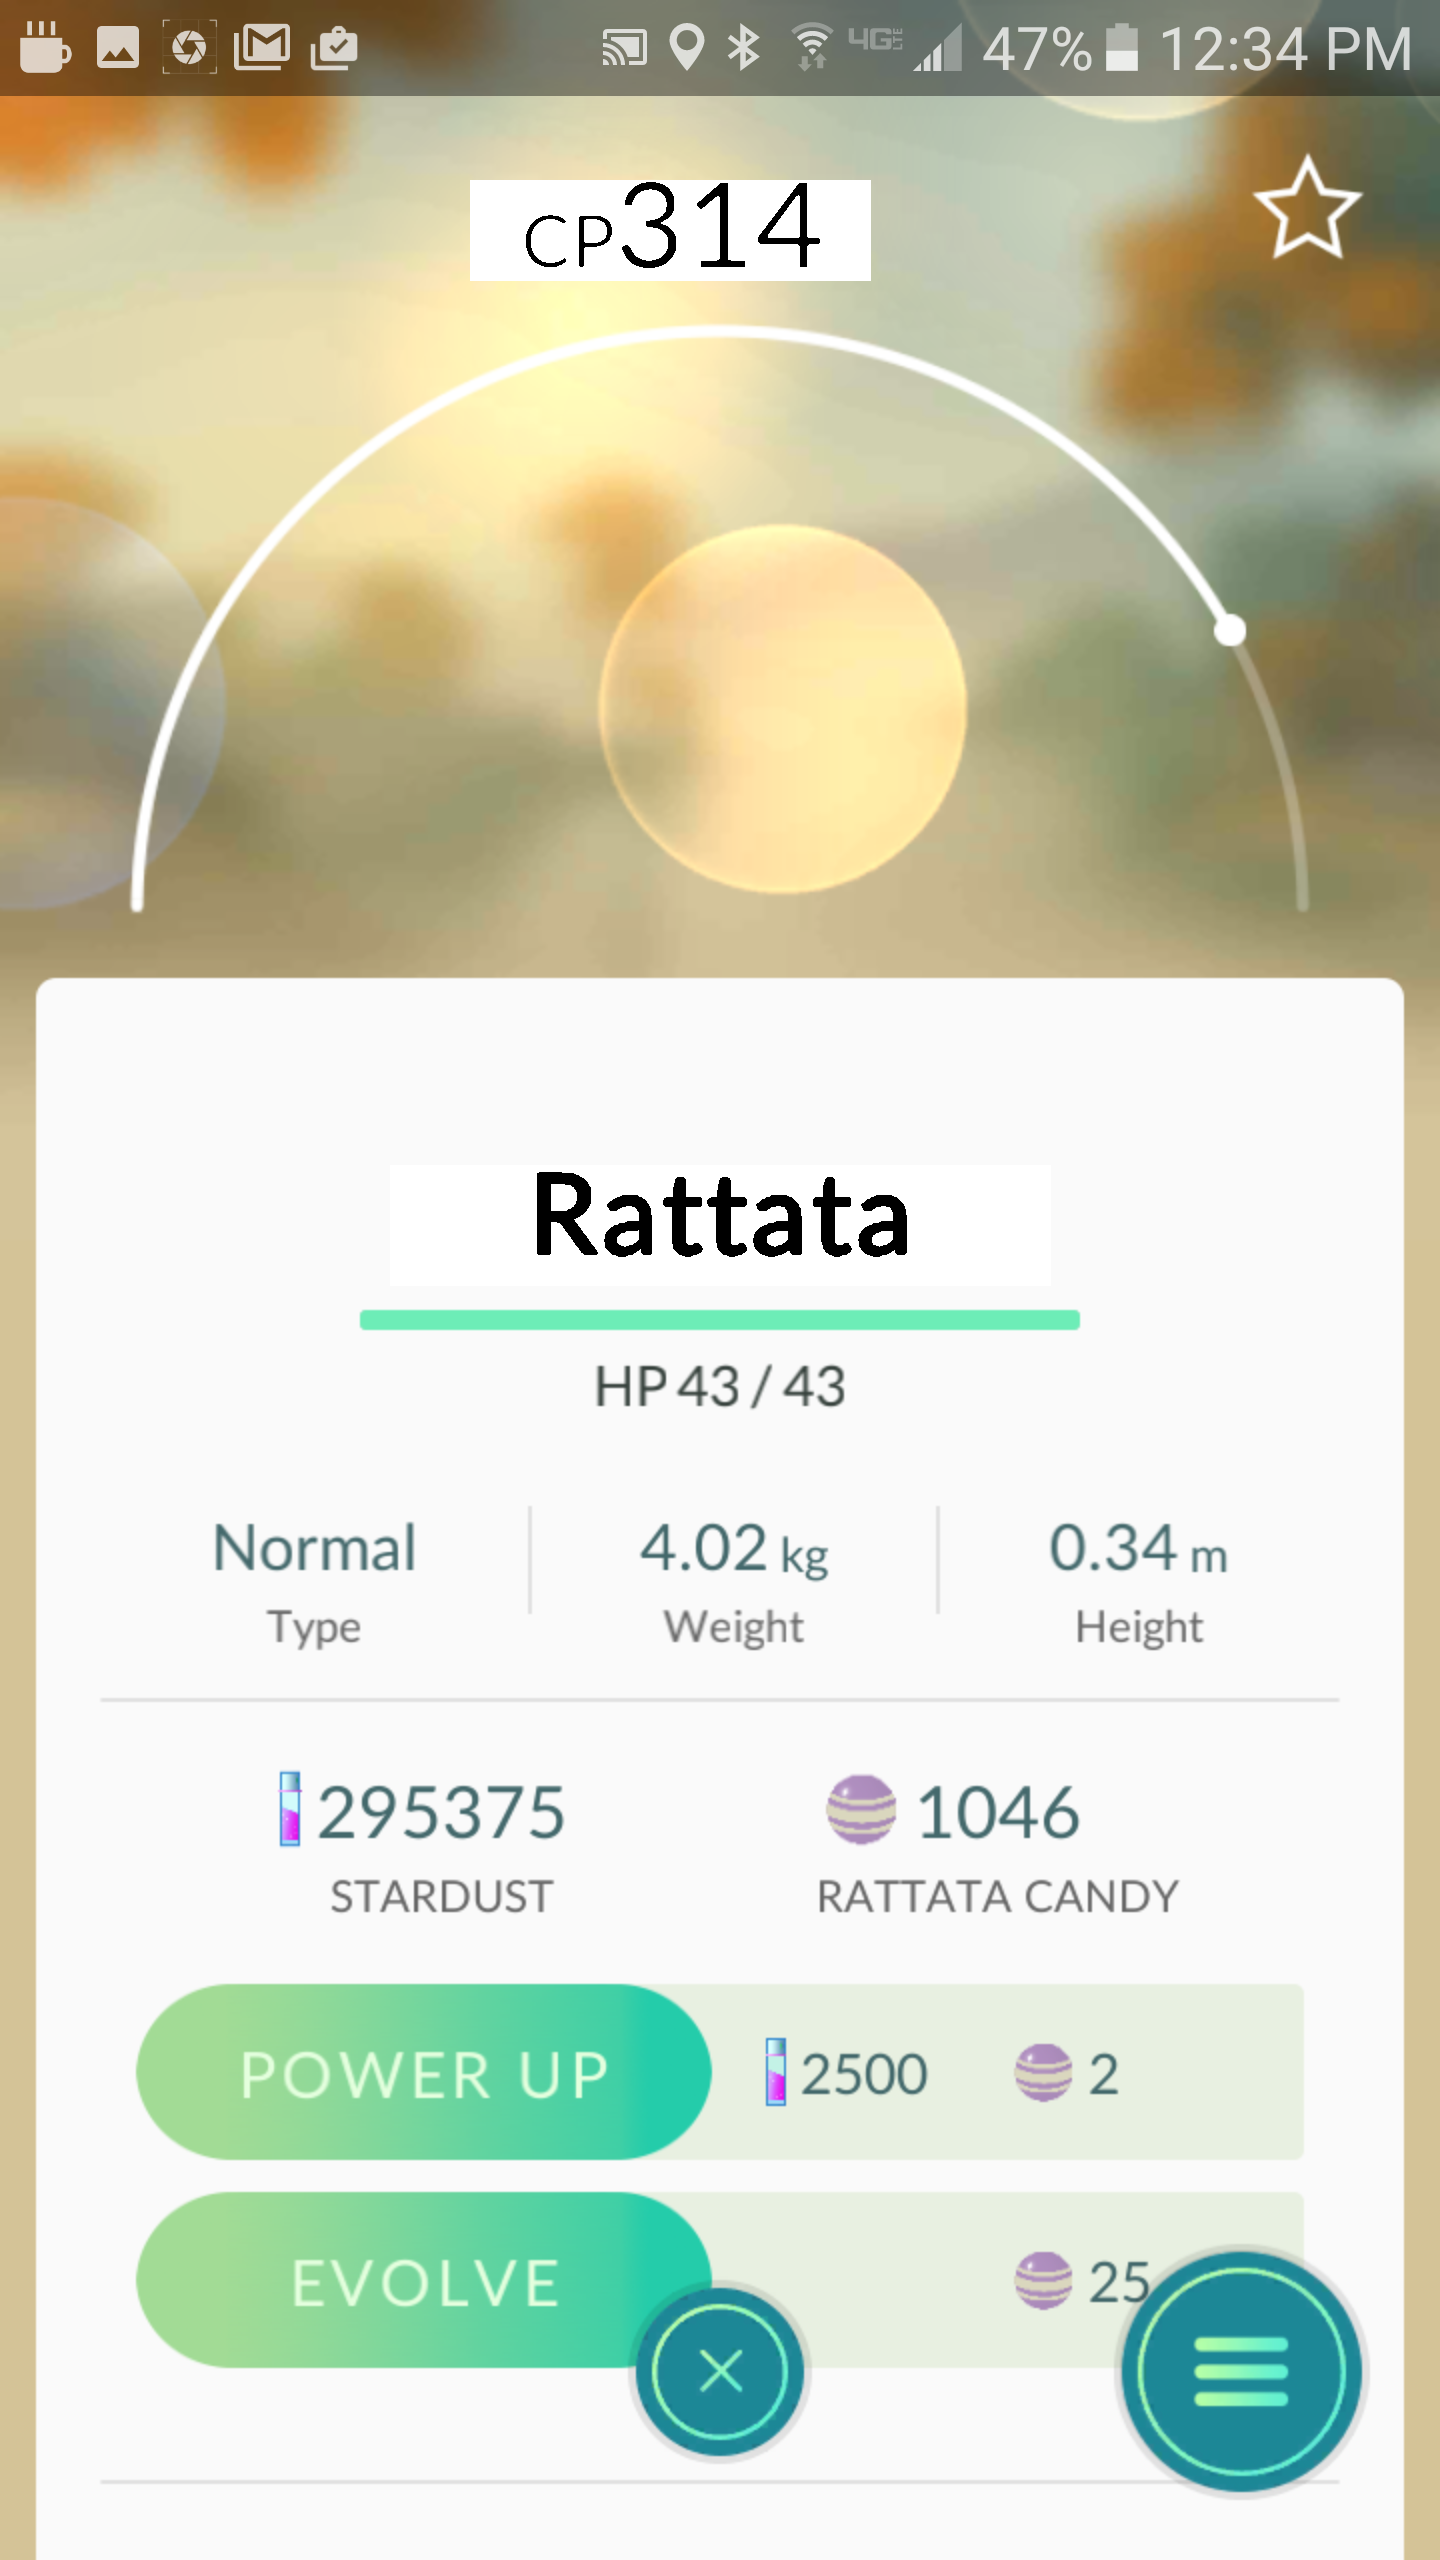 4G LTE 47% 12:34 PM
CP314
Rattata
HP 43 / 43
Normal 4.02 kg 0.34 m
Type Weight Height
295375 1046
STARDUST RATTATA CANDY
POWER UP 2500 2
EVOLVE 25